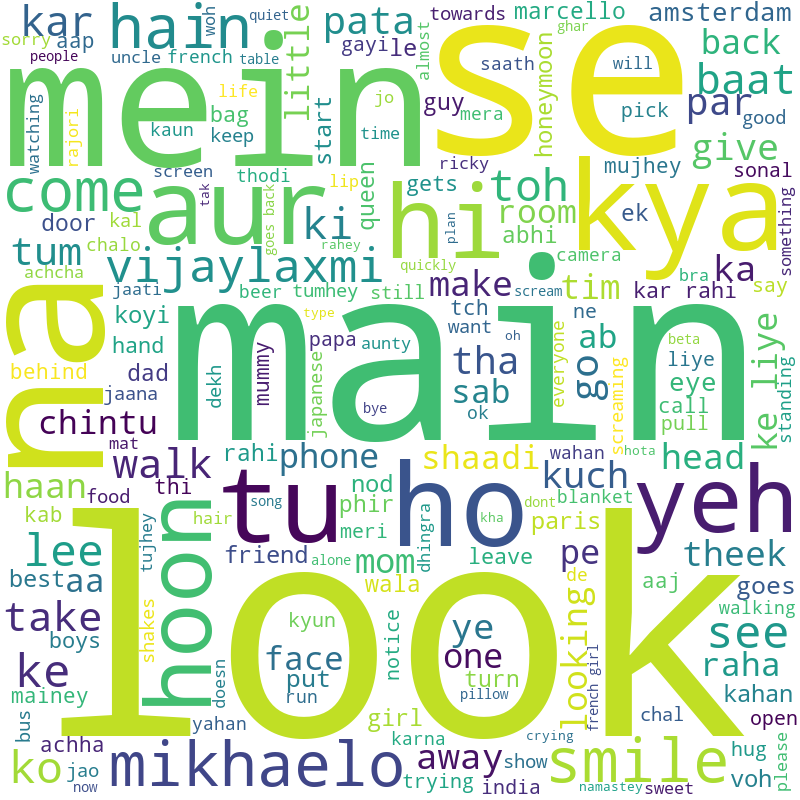 kar hain pata towards marcello amsterdam
sorry aap woh quiet gayi le almost ghar
people uncle french table little saath will back
mein se baat
watching rajori kaun bag life keep jo time guy mera honeymoon pick par good
screen start ricky give
come aur thodi lip queen gets toh mujhey sonal
tak hi room ek kya something
door kal ki abhi
tum chalo goes back rahey plan camera ka
achcha vijaylaxmi quickly make tim bra say
jaati beer tumhey still scream kar rahi
na koyi type tch ne
hand main papa want oh ab beta ke liye
behind dad dekh mummy japanese aunty tha everyone go liye
jaana sab ok screaming eye standing
chintu bye call pull
mat rahi phone shaadi wahan head
haan walk kuch hota
food thi tu nod ho blanket yeh
kab hoon hair song phir dont
lee tujhey friend alone meri dhingra kha paris pe theek
best aa mom leave de goes
shakes wala aaj walking
take boys kyun notice ye looking see
look
ke face one raha
mainey put turn french girl kahan
doesn run pillow
bus yahan girl chal open
achha karna crying show hug please
ko jao mikhaelo away smile voh
now trying india namastey sweet